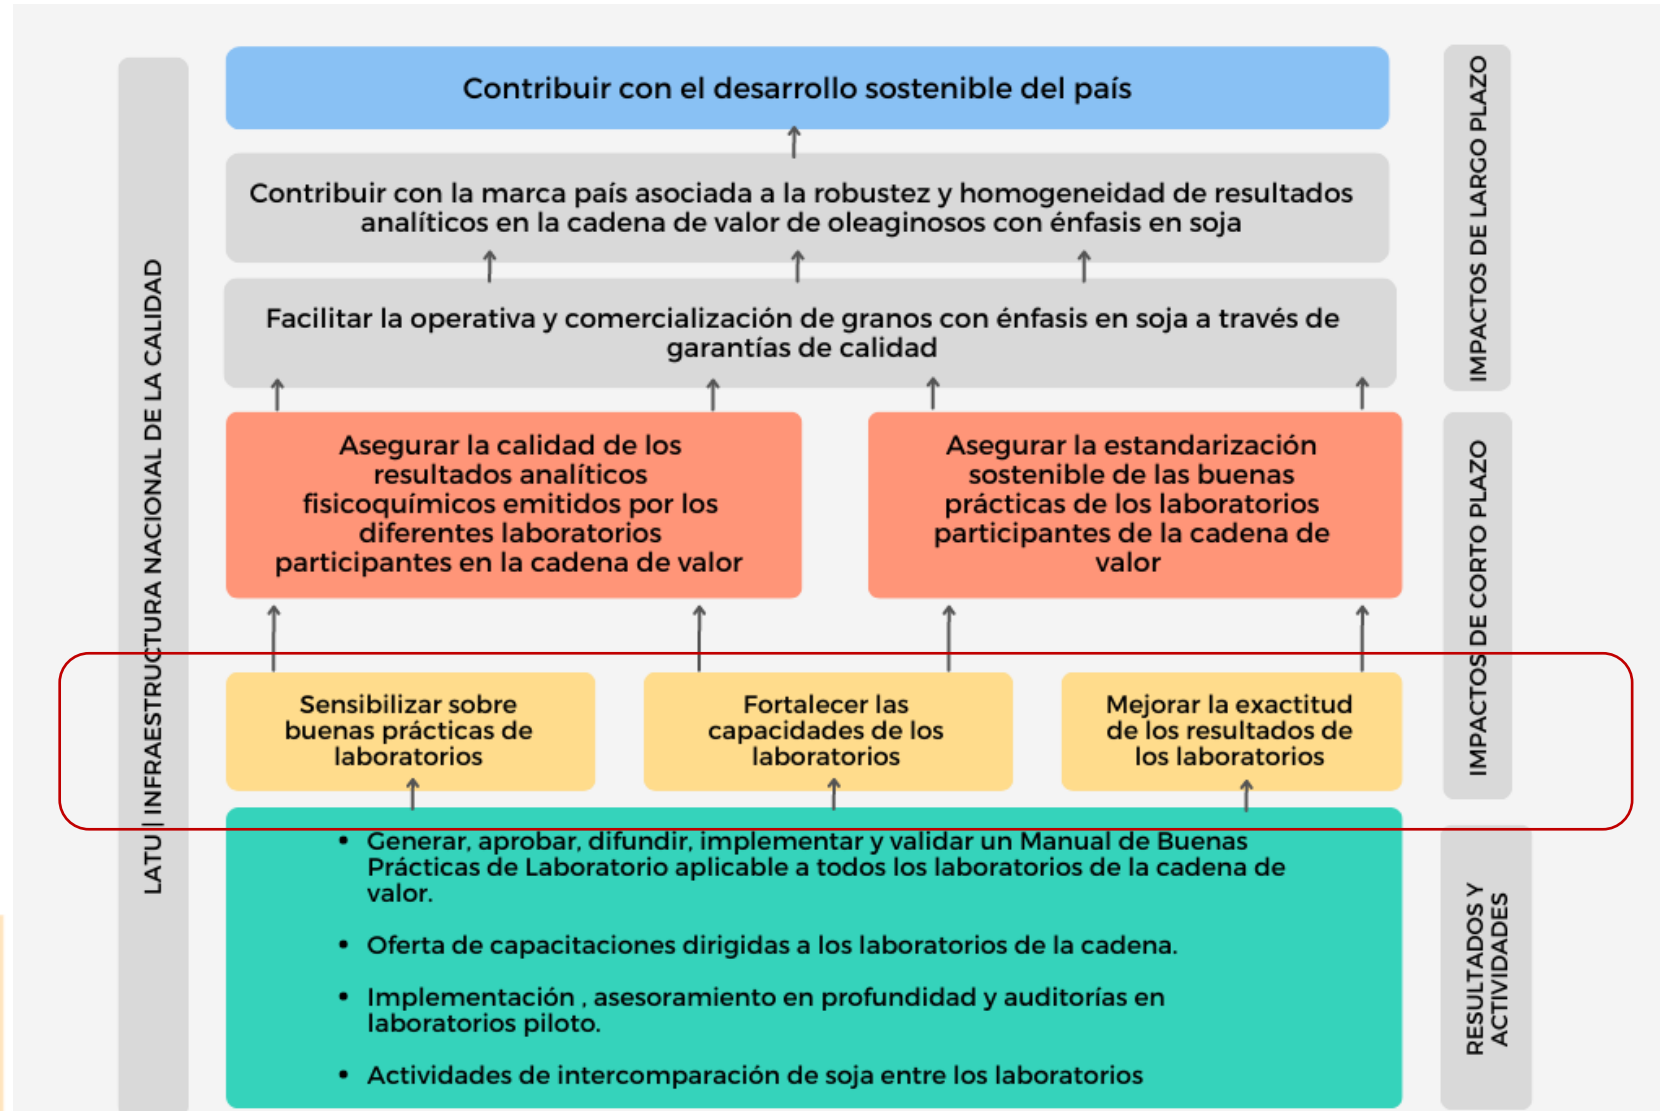 Contribuir con el desarrollo sostenible del país
Contribuir con la marca país asociada a la robustez y homogeneidad de resultados
analíticos en la cadena de valor de oleaginosos con énfasis en soja
Facilitar la operativa y comercialización de granos con énfasis en soja a través de
garantías de calidad
IMPACTOS DE LARGO PLAZO
LATU | INFRAESTRUCTURA NACIONAL DE LA CALIDAD
Asegurar la calidad de los
resultados analíticos
fisicoquímicos emitidos por los
diferentes laboratorios
participantes en la cadena de valor
Asegurar la estandarización
sostenible de las buenas
prácticas de los laboratorios
participantes de la cadena de
valor
IMPACTOS DE CORTO PLAZO
Sensibilizar sobre
buenas prácticas de
laboratorios
Fortalecer las
capacidades de los
laboratorios
Mejorar la exactitud
de los resultados de
los laboratorios
• Generar, aprobar, difundir, implementar y validar un Manual de Buenas
Prácticas de Laboratorio aplicable a todos los laboratorios de la cadena de
valor.
• Oferta de capacitaciones dirigidas a los laboratorios de la cadena.
• Implementación , asesoramiento en profundidad y auditorías en
laboratorios piloto.
• Actividades de intercomparación de soja entre los laboratorios
RESULTADOS Y
ACTIVIDADES